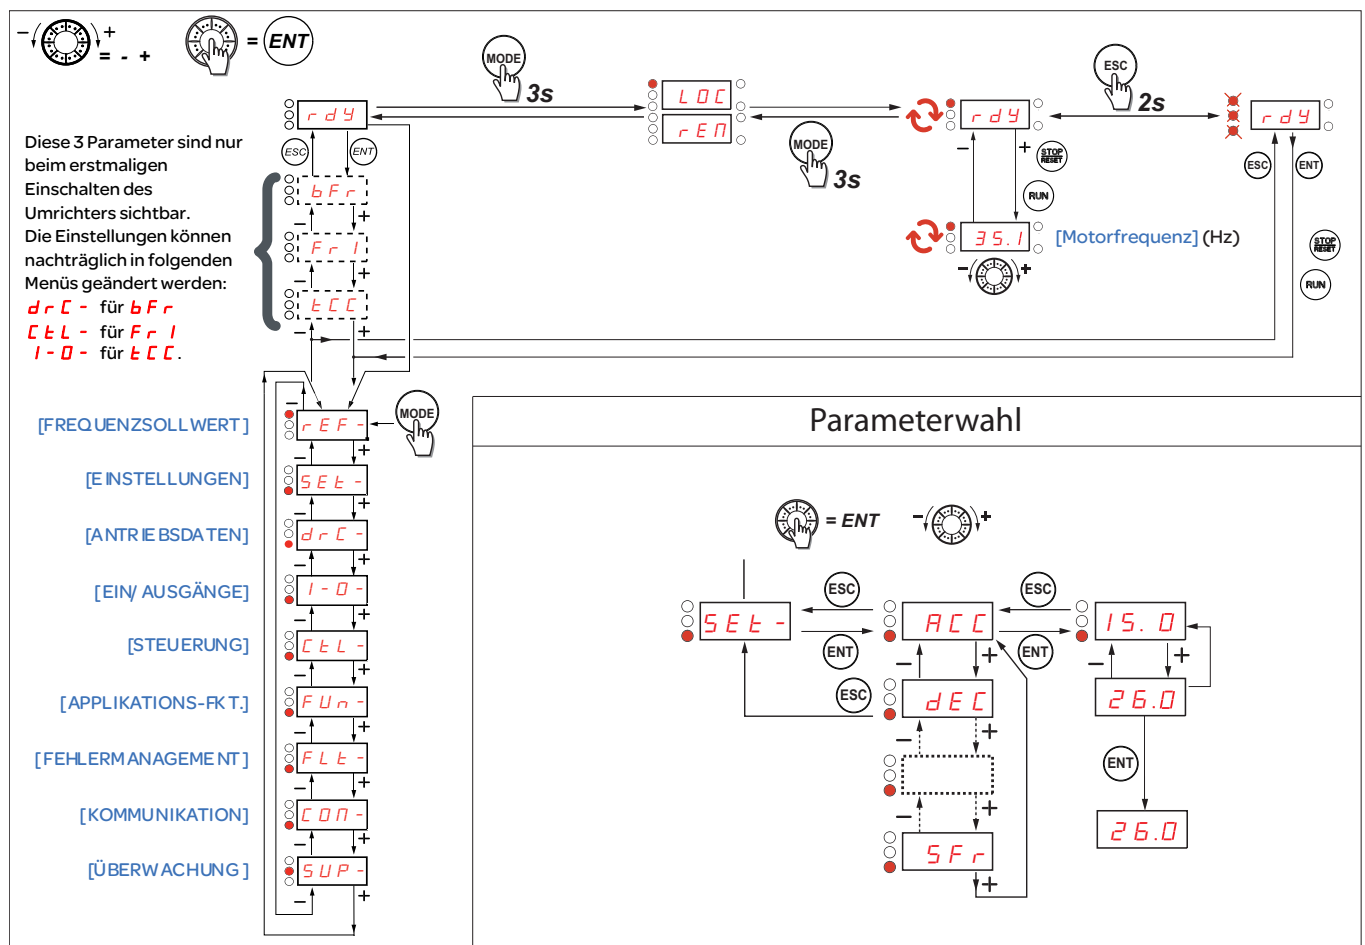 − + = - +
= ENT
MODE
3s
ESC
2s
rdY
LOC
rEM
rdY
rdY
MODE
3s
ESC
ENT
Diese 3 Parameter sind nur
beim erstmaligen
Einschalten des
Umrichters sichtbar.
Die Einstellungen können
nachträglich in folgenden
Menüs geändert werden:
drC - für bFr
CtL - für Fr1
I-O - für tCC.
bFr
+
−
Fr1
+
−
tCC
+
−
− +
STOP
RESET
RUN
35.1
[Motorfrequenz] (Hz)
− +
ESC
ENT
STOP
RESET
RUN
−
[FREQUENZSOLLWERT]
rEF-
MODE
− +
[EINSTELLUNGEN]
SEt-
− +
[ANTRIEBSDATEN]
drC-
− +
[EIN/ AUSGÄNGE]
I-O-
− +
[STEUERUNG]
CtL-
− +
[APPLIKATIONS-FKT.]
FUn-
− +
[FEHLERMANAGEMENT]
FLt-
− +
[KOMMUNIKATION]
COM-
− +
[ÜBERWACHUNG]
SUP-
− +
Parameterwahl
= ENT
− +
ESC
ESC
SEt-
ACC
15.0
ENT
ENT
− +
− +
ESC
dEC
26.0
− +
ENT
− +
SFr
26.0
+